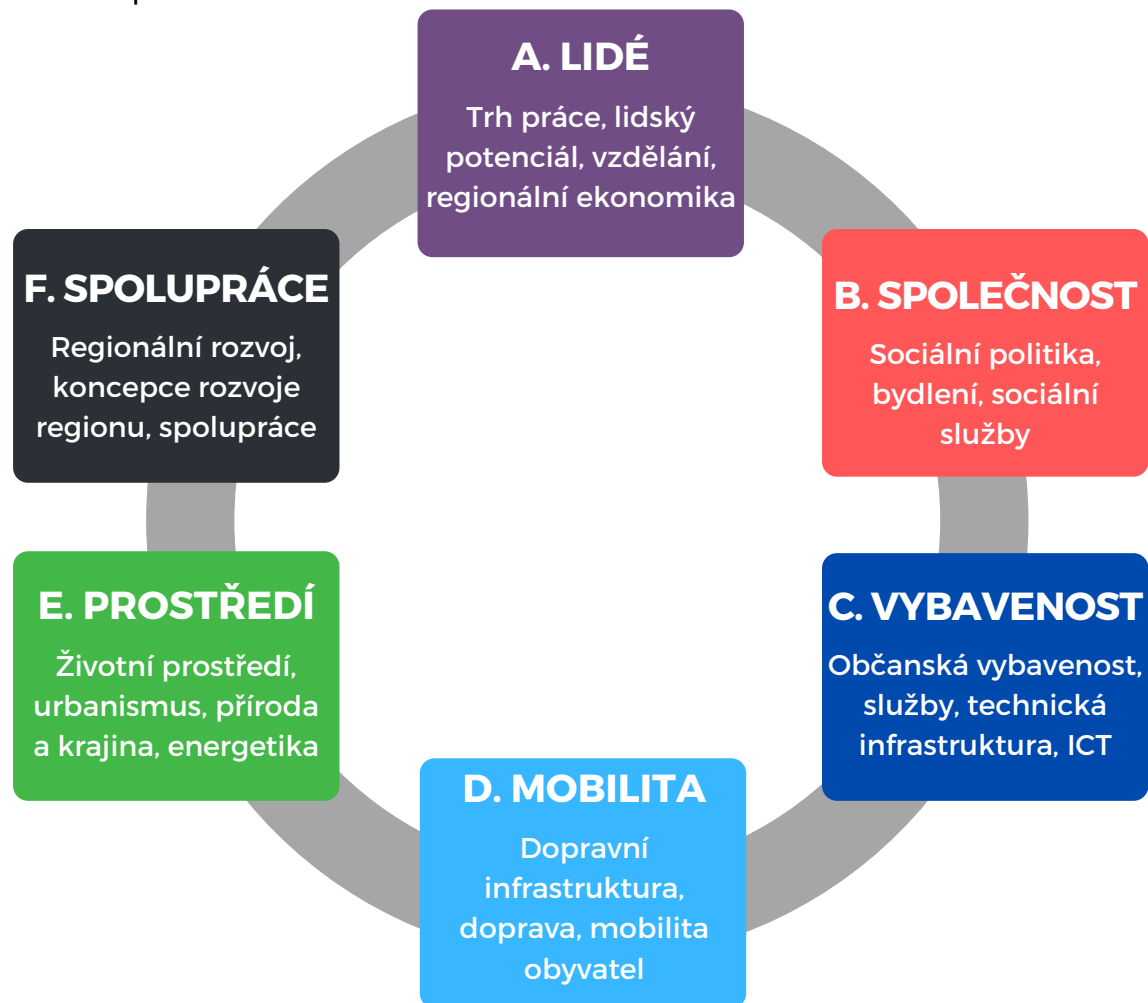 A. LIDÉ
Trh práce, lidský
potenciál, vzdělání,
regionální ekonomika
B. SPOLEČNOST
Sociální politika,
bydlení, sociální
služby
C. VYBAVENOST
Občanská vybavenost,
služby, technická
infrastruktura, ICT
D. MOBILITA
Dopravní
infrastruktura,
doprava, mobilita
obyvatel
E. PROSTŘEDÍ
Životní prostředí,
urbanismus, příroda
a krajina, energetika
F. SPOLUPRÁCE
Regionální rozvoj,
koncepce rozvoje
regionu, spolupráce